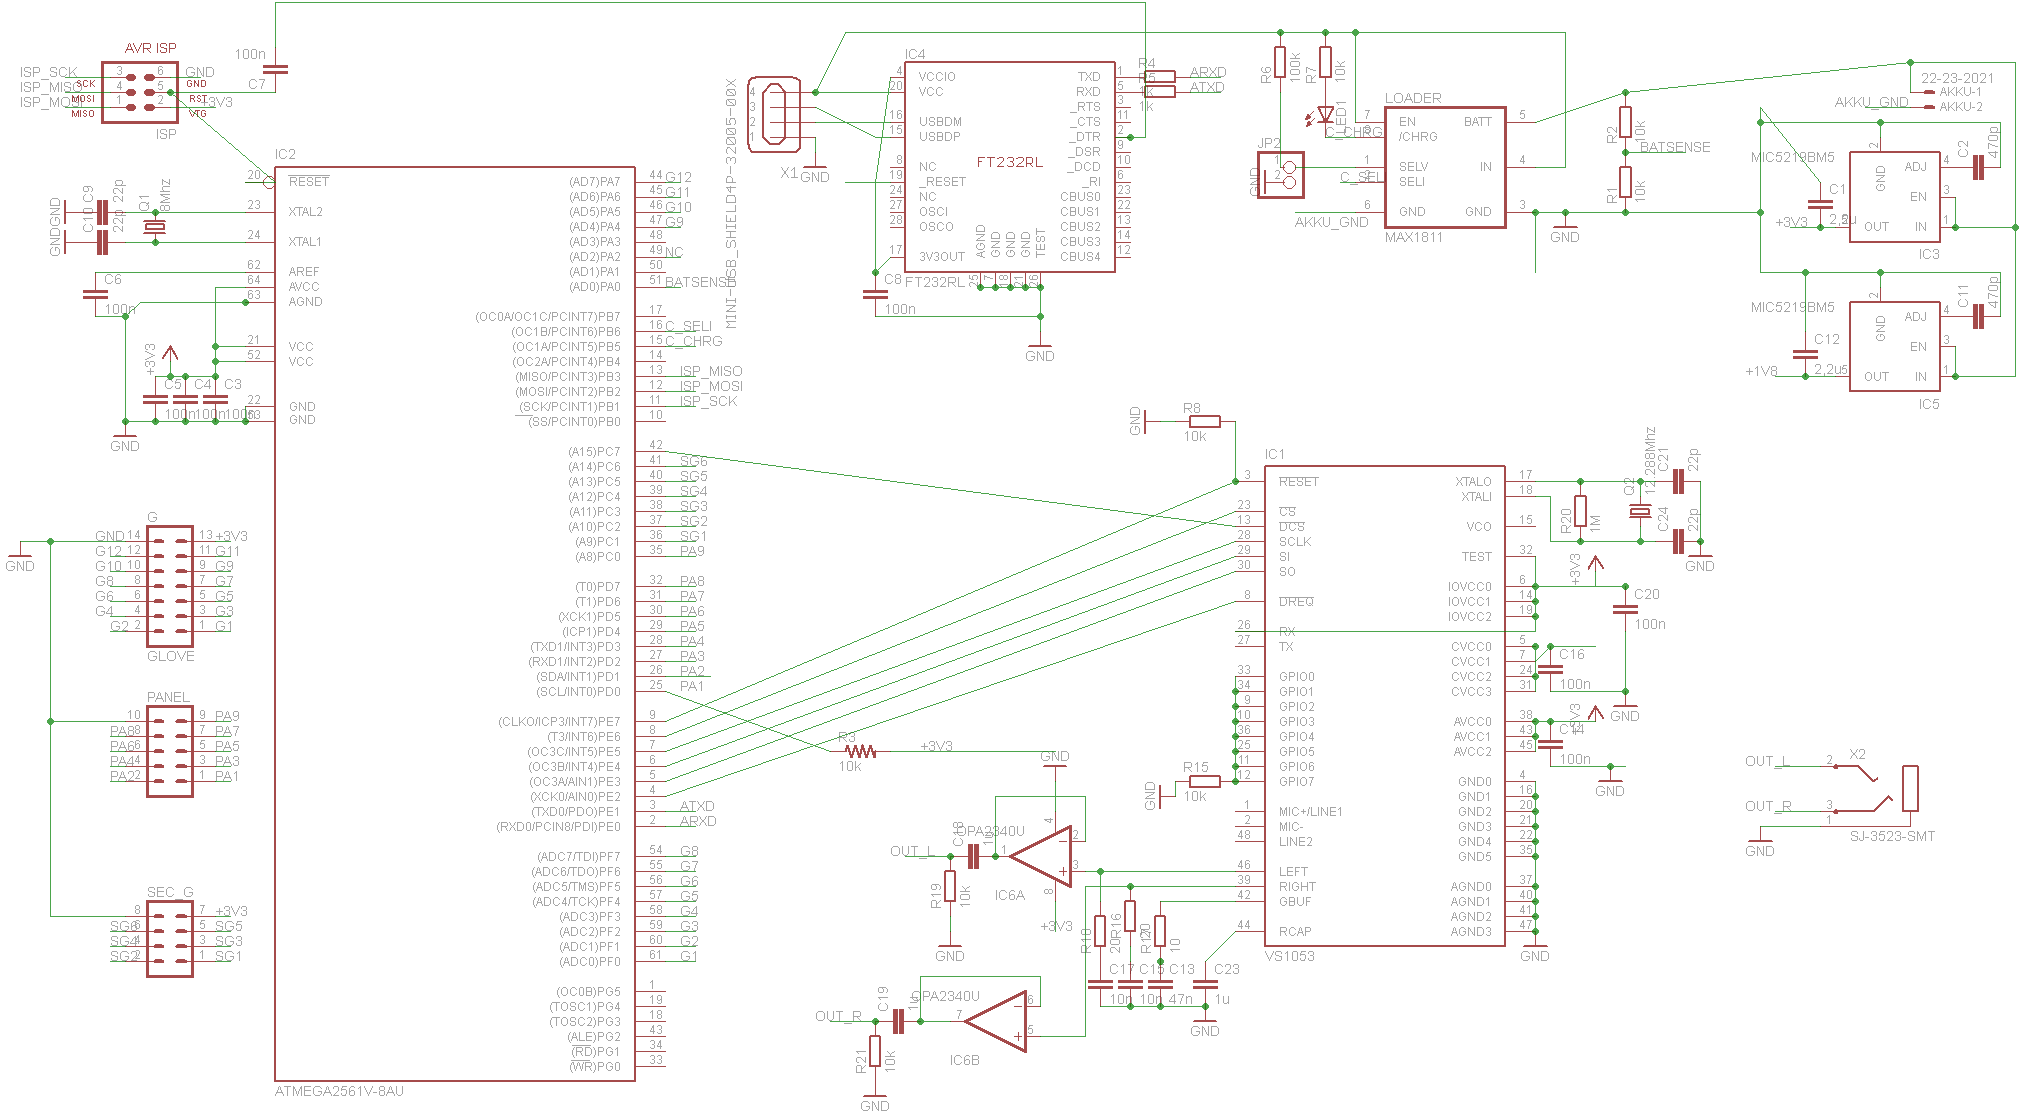 AVR ISP
ISP_SCK 3 6 GND
SCK GND
ISP_MISO 4 5
MOSI RST
ISP_MOSI 1 2 +3V3
MISO VTG
ISP
100n
C7
IC2
20 RESET
23 XTAL2
24 XTAL1
62 AREF
64 AVCC
63 AGND
21 VCC
52 VCC
22 GND
53 GND
GND
GND
C9 22p
C10 22p
Q1 8Mhz
C6
100n
+3V3
C5 C4 C3
100n 100n 100n
GND
(AD7)PA7 44 G12
(AD6)PA6 45 G11
(AD5)PA5 46 G10
(AD4)PA4 47 G9
(AD3)PA3 48
(AD2)PA2 49 NC
(AD1)PA1 50
(AD0)PA0 51 BATSENSE
(OC0A/OC1C/PCINT7)PB7 17
(OC1B/PCINT6)PB6 16 C_SELI
(OC1A/PCINT5)PB5 15 C_CHRG
(OC2A/PCINT4)PB4 14
(MISO/PCINT3)PB3 13 ISP_MISO
(MOSI/PCINT2)PB2 12 ISP_MOSI
(SCK/PCINT1)PB1 11 ISP_SCK
(SS/PCINT0)PB0 10
(A15)PC7 42
(A14)PC6 41 SG6
(A13)PC5 40 SG5
(A12)PC4 39 SG4
(A11)PC3 38 SG3
(A10)PC2 37 SG2
(A9)PC1 36 SG1
(A8)PC0 35 PA9
(T0)PD7 32 PA8
(T1)PD6 31 PA7
(XCK1)PD5 30 PA6
(ICP1)PD4 29 PA5
(TXD1/INT3)PD3 28 PA4
(RXD1/INT2)PD2 27 PA3
(SDA/INT1)PD1 26 PA2
(SCL/INT0)PD0 25 PA1
(CLKO/ICP3/INT7)PE7 9
(T3/INT6)PE6 8
(OC3C/INT5)PE5 7
(OC3B/INT4)PE4 6
(OC3A/AIN1)PE3 5
(XCK0/AIN0)PE2 4
(TXD0/PDO)PE1 3 ATXD
(RXD0/PCIN8/PDI)PE0 2 ARXD
(ADC7/TDI)PF7 54 G8
(ADC6/TDO)PF6 55 G7
(ADC5/TMS)PF5 56 G6
(ADC4/TCK)PF4 57 G5
(ADC3)PF3 58 G4
(ADC2)PF2 59 G3
(ADC1)PF1 60 G2
(ADC0)PF0 61 G1
(OC0B)PG5 1
(TOSC1)PG4 19
(TOSC2)PG3 18
(ALE)PG2 43
(RD)PG1 34
(WR)PG0 33
ATMEGA2561V-8AU
GND
G
GND 14 13 +3V3
G12 12 11 G11
G10 10 9 G9
G8 8 7 G7
G6 6 5 G5
G4 4 3 G3
G2 2 1 G1
GLOVE
PANEL
10 9 PA9
PA8 8 7 PA7
PA6 6 5 PA5
PA4 4 3 PA3
PA2 2 1 PA1
SEC_G
8 7 +3V3
SG6 6 5 SG5
SG4 4 3 SG3
SG2 2 1 SG1
MINI-USB_SHIELD4P-32005-00X
4
3
2
1
X1 GND
IC4
4 VCCIO TXD 1
20 VCC RXD 5
_RTS 3
16 USBDM _CTS 11
15 USBDP _DTR 2
_DSR 9
8 NC _DCD 10
19 _RESET _RI 6
24 NC CBUS0 23
27 OSCI CBUS1 22
28 OSCO CBUS2 13
CBUS3 14
17 3V3OUT CBUS4 12
FT232RL
AGND GND GND GND TEST
25 7 18 21 26
FT232RL
C8
100n
GND
R4
R5
1k
ARXD
ATXD
R6 100k
R7 10k
LED1
C_CHRG
JP2
1
2
GND
C_SELI
AKKU_GND
LOADER
7 EN BATT 5
8 /CHRG
1 SELV IN 4
2 SELI
6 GND GND 3
MAX1811
GND
R2 10K
BATSENSE
R1 10K
22-23-2021
AKKU-1
AKKU_GND AKKU-2
MIC5219BM5
2 GND
ADJ 4
EN 3
5 OUT IN 1
IC3
C2 470p
C1
2,2u
+3V3
MIC5219BM5
2 GND
ADJ 4
EN 3
5 OUT IN 1
IC5
C11 470p
C12
2,2u
+1V8
GND
R8
10k
IC1
3 RESET XTALO 17
XTALI 18
23 CS
13 DCS VCO 15
28 SCLK
29 SI TEST 32
30 SO
IOVCC0 6
8 DREQ IOVCC1 14
IOVCC2 19
26 RX
27 TX CVCC0 5
CVCC1 7
33 GPIO0 CVCC2 24
34 GPIO1 CVCC3 31
9 GPIO2
10 GPIO3 AVCC0 38
36 GPIO4 AVCC1 43
25 GPIO5 AVCC2 45
11 GPIO6
12 GPIO7 GND0 4
GND1 16
1 MIC+/LINE1 GND2 20
2 MIC- GND3 21
48 LINE2 GND4 22
GND5 35
46 LEFT
39 RIGHT AGND0 37
42 GBUF AGND1 40
AGND2 41
44 RCAP AGND3 47
VS1053
GND
R20 1M
Q2 12.288Mhz
C21 22p
C24 22p
GND
+3V3
C20
100n
C16
100n
GND
+3V3
100n
GND
R3
10k
+3V3
GND
R15
10k
GND
OPA2340U
4
2
1
3
8
IC6A
+3V3
OUT_L
R19 10k
GND
OPA2340U
6
7
5
IC6B
C19 1u
OUT_R
R21 10k
GND
R16
10
C17 C15 C13 C23
10n 10n 47n 1u
GND
X2
OUT_L 2
OUT_R 3
1
GND
SJ-3523-SMT